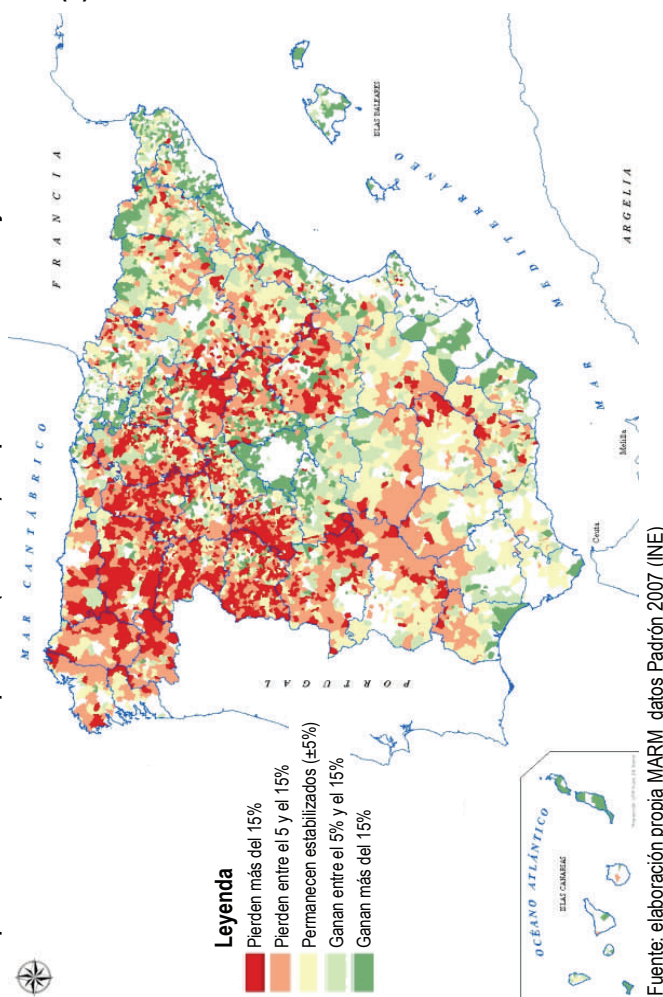 MAR CANTÁBRICO
FRANCIA
PORTUGAL
ISLAS BALEARES
MAR MEDITERRANEO
ARGELIA
Ceuta
Melilla
Leyenda
Pierden más del 15%
Pierden entre el 5 y el 15%
Permanecen estabilizados (±5%)
Ganan entre el 5% y el 15%
Ganan más del 15%
OCÉANO ATLÁNTICO
ISLAS CANARIAS
Fuente: elaboración propia MARM datos Padrón 2007 (INE)